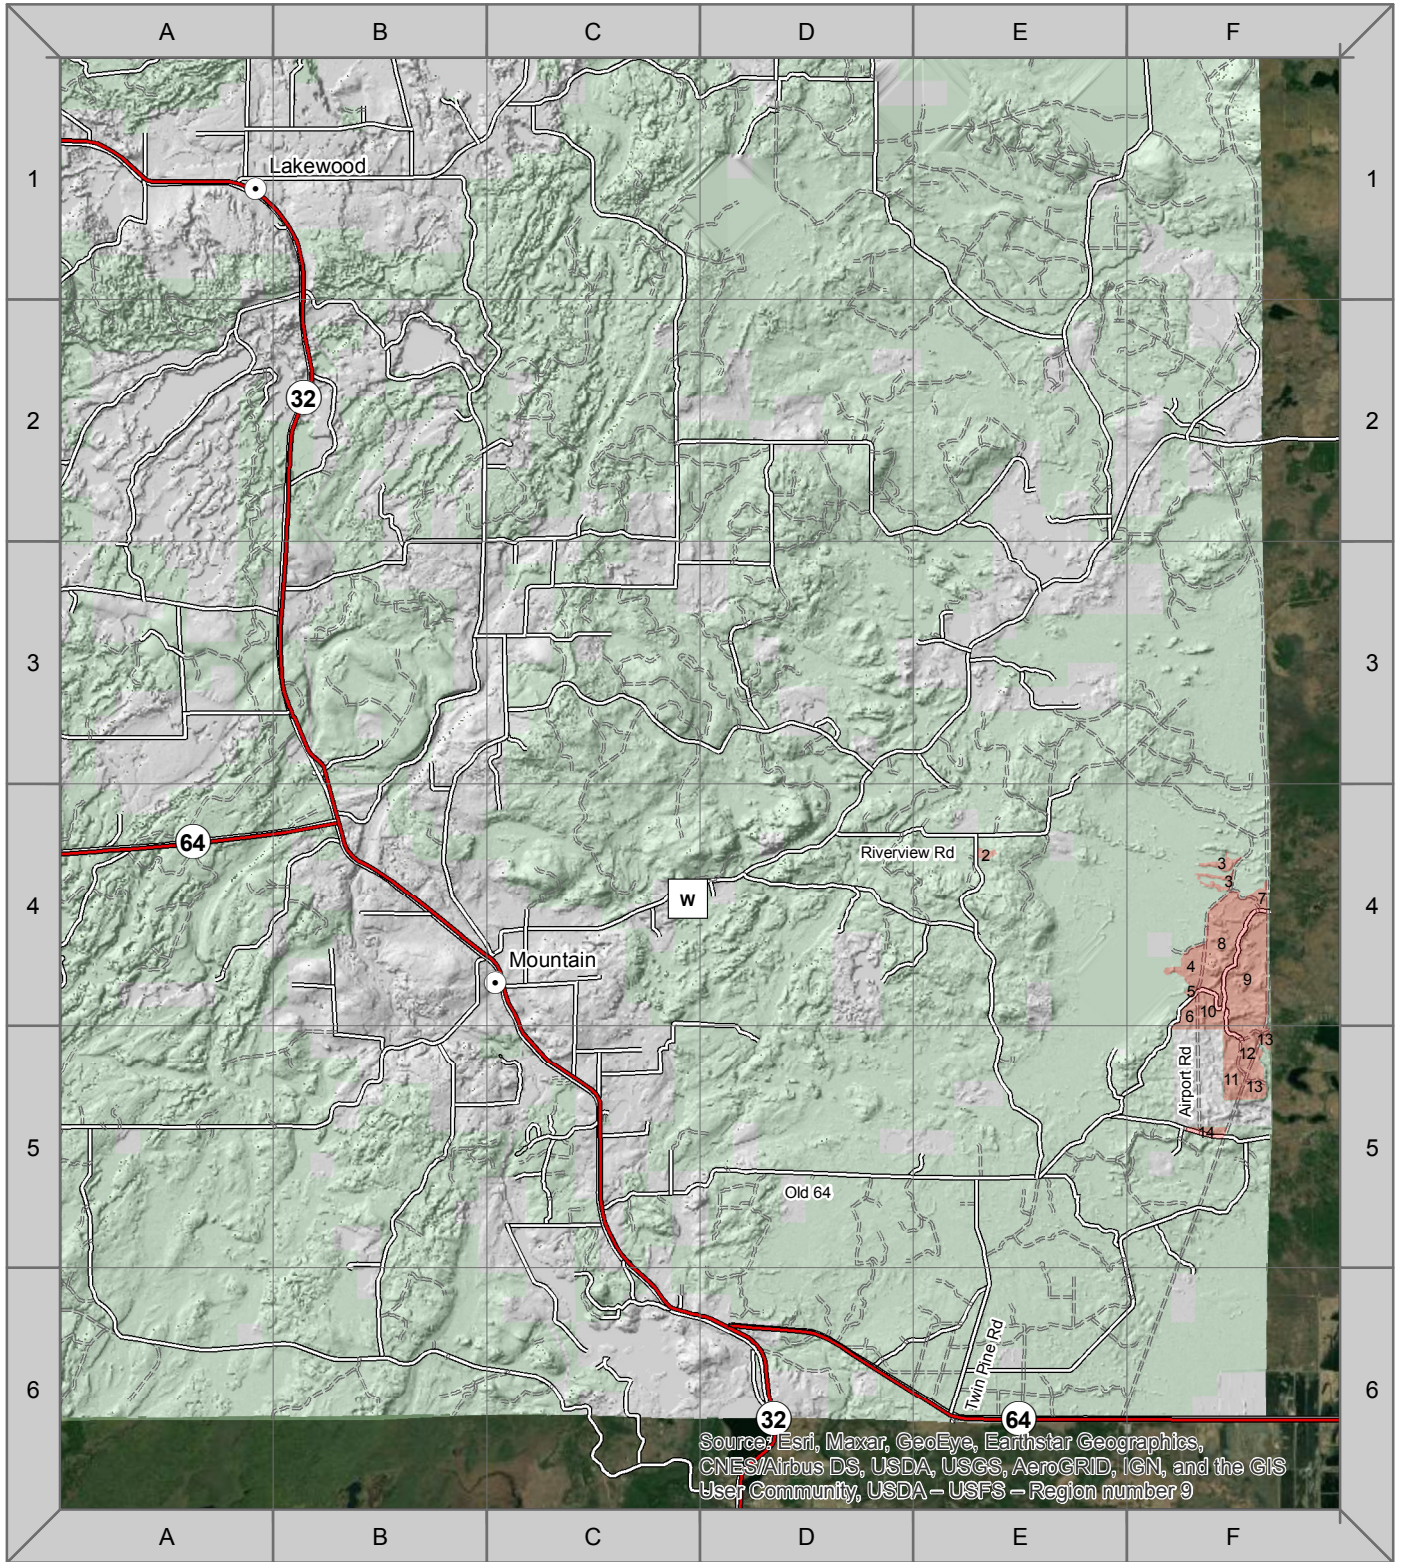 A B C D E F
1 1
Lakewood
32
2 2
3 3
64
Riverview Rd
2
3
3
W
7
4 4
8
Mountain
4
9
5
6 10
13
12
Airport Rd
11 13
14
5 5
Old 64
Twin Pine Rd
6 6
32 64
Source: Esri, Maxar, GeoEye, Earthstar Geographics,
CNES/Airbus DS, USDA, USGS, AeroGRID, IGN, and the GIS
User Community, USDA – USFS – Region number 9
A B C D E F